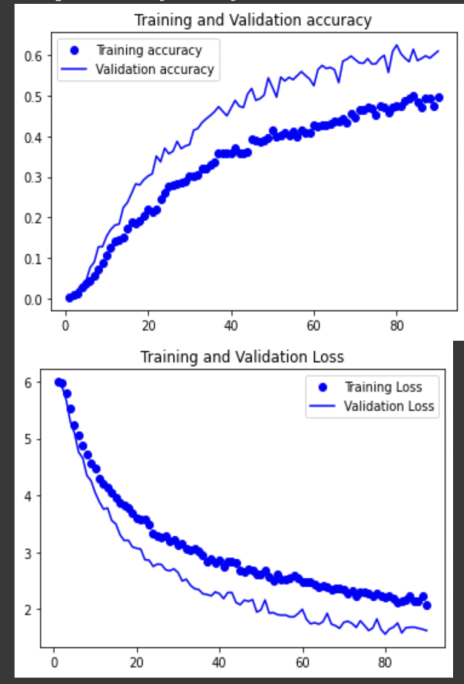 Training and Validation accuracy
Training accuracy
Validation accuracy
0.6
0.5
0.4
0.3
0.2
0.1
0.0
0 20 40 60 80
Training and Validation Loss
Training Loss
Validation Loss
6
5
4
3
2
0 20 40 60 80